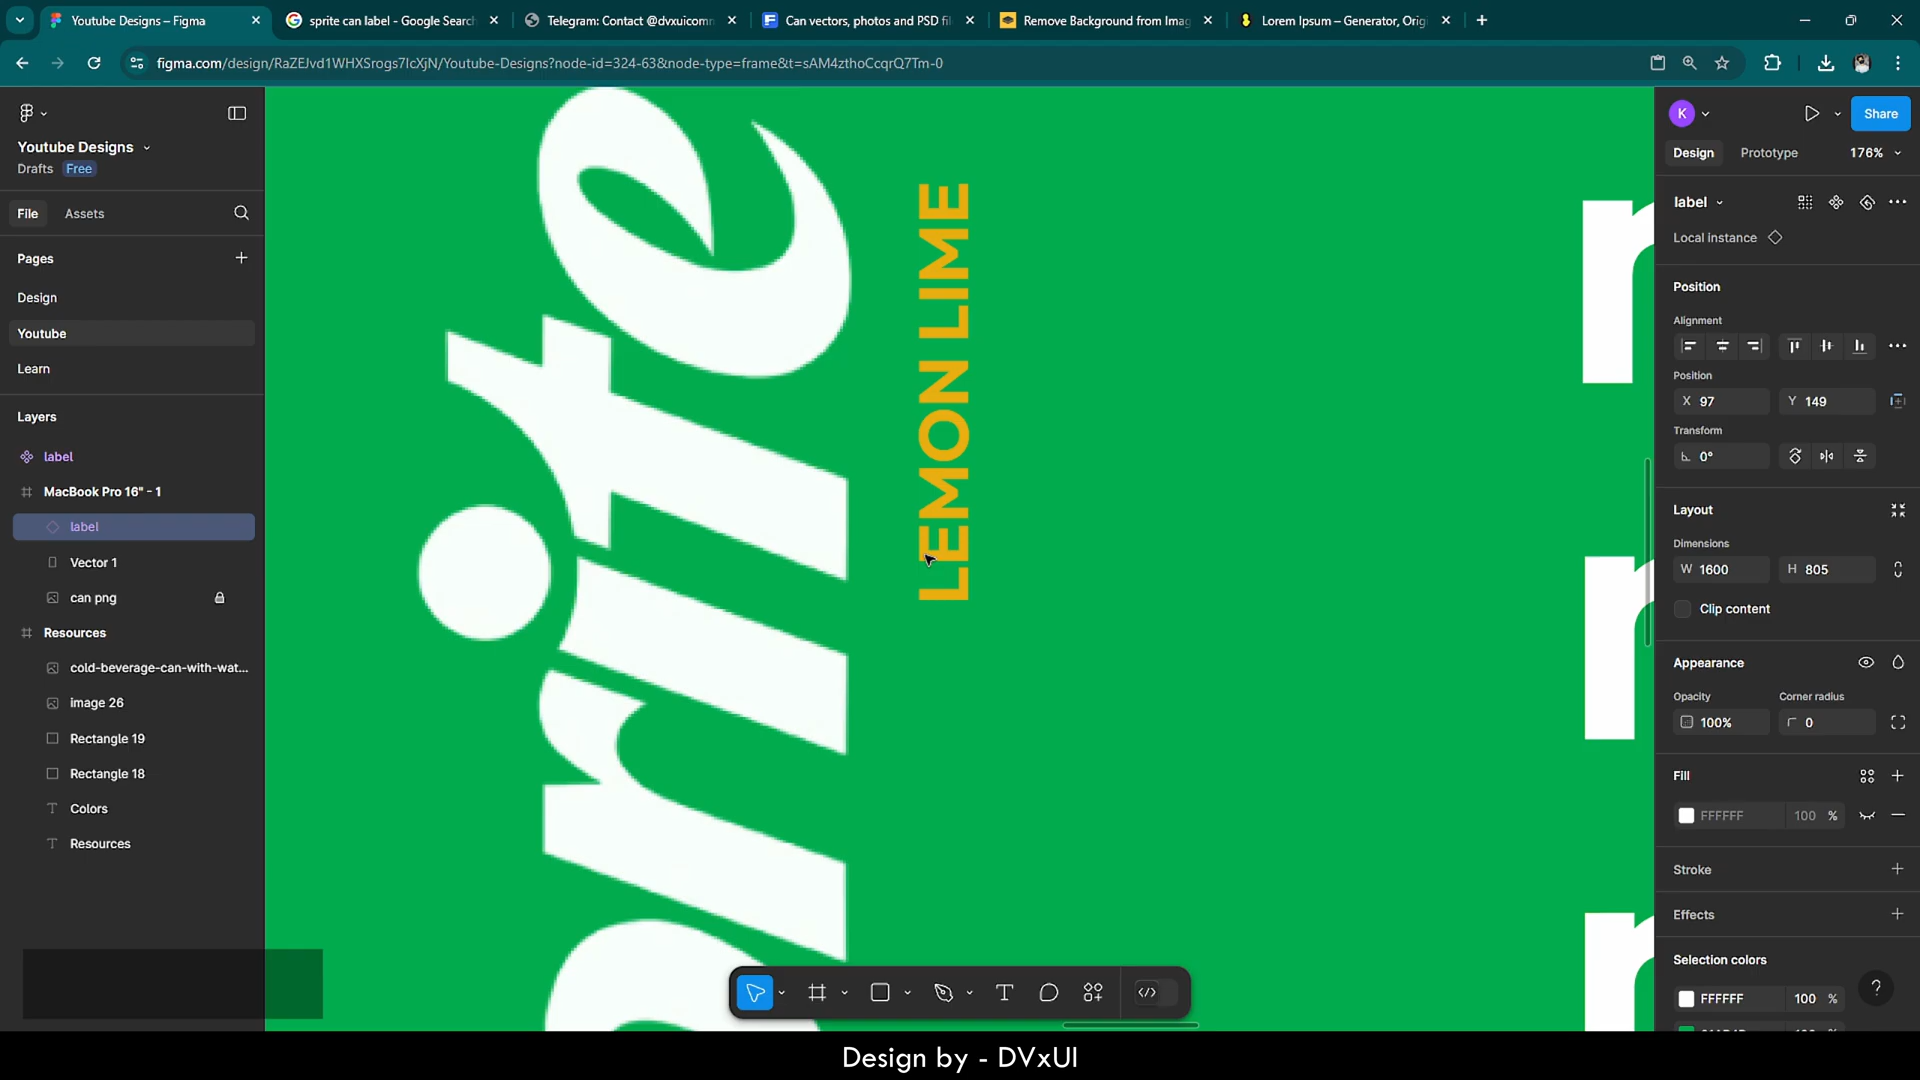 Youtube Designs – Figma
sprite can label - Google Search
Telegram: Contact @dvxuicomm
Can vectors, photos and PSD fil
Remove Background from Imag
Lorem Ipsum – Generator, Orig
figma.com/design/RaZEJvd1WHXSrogs7lcXjN/Youtube-Designs?node-id=324-63&node-type=frame&t=sAM4zthoCcqrQ7Tm-0
Youtube Designs
Drafts Free
File Assets
Pages
Design
Youtube
Learn
Layers
label
MacBook Pro 16" - 1
label
Vector 1
can png
Resources
cold-beverage-can-with-wat...
image 26
Rectangle 19
Rectangle 18
Colors
Resources
sprite
LEMON LIME
K
Share
Design Prototype 176%
label
Local instance
Position
Alignment
Position
X 97 Y 149
Transform
0°
Layout
Dimensions
W 1600 H 805
Clip content
Appearance
Opacity Corner radius
100% 0
Fill
FFFFFF 100 %
Stroke
Effects
Selection colors
FFFFFF 100 %
?
Design by - DVxUI